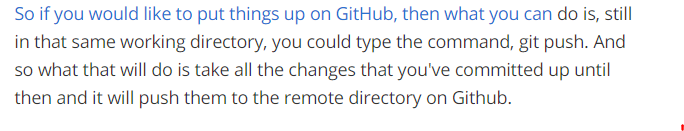 So if you would like to put things up on GitHub, then what you can do is, still
in that same working directory, you could type the command, git push. And
so what that will do is take all the changes that you've committed up until
then and it will push them to the remote directory on Github.